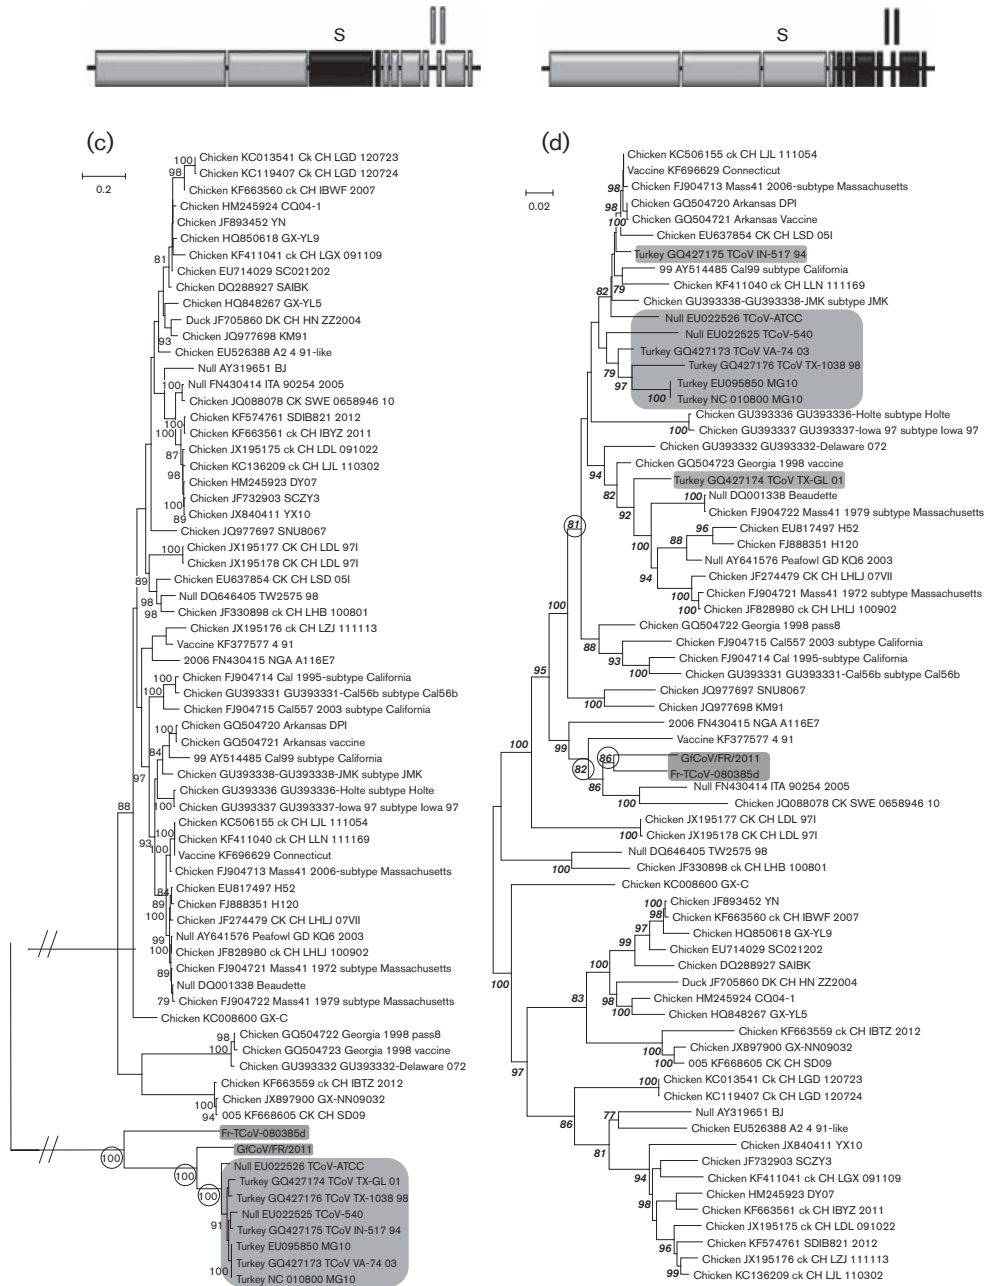 S
S
(c)
0.2
100
Chicken KC013541 Ck CH LGD 120723
Chicken KC119407 Ck CH LGD 120724
98
Chicken KF663560 ck CH IBWF 2007
Chicken HM245924 CQ04-1
Chicken JF893452 YN
Chicken HQ850618 GX-YL9
81
Chicken KF411041 ck CH LGX 091109
Chicken EU714029 SC021202
Chicken DQ288927 SAIBK
Chicken HQ848267 GX-YL5
Duck JF705860 DK CH HN ZZ2004
Chicken JQ977698 KM91
93
Chicken EU526388 A2 4 91-like
Null AY319651 BJ
100
Null FN430414 ITA 90254 2005
Chicken JQ088078 CK SWE 0658946 10
100
Chicken KF574761 SDIB821 2012
100
Chicken KF663561 ck CH IBYZ 2011
87
Chicken JX195175 ck CH LDL 091022
98
Chicken KC136209 ck CH LJL 110302
Chicken HM245923 DY07
100
Chicken JF732903 SCZY3
89
Chicken JX840411 YX10
Chicken JQ977697 SNU8067
100
Chicken JX195177 CK CH LDL 97I
Chicken JX195178 CK CH LDL 97I
89
Chicken EU637854 CK CH LSD 05I
98
Null DQ646405 TW2575 98
98
Chicken JF330898 ck CH LHB 100801
Chicken JX195176 ck CH LZJ 111113
Vaccine KF377577 4 91
2006 FN430415 NGA A116E7
100
Chicken FJ904714 Cal 1995-subtype California
100
Chicken GU393331 GU393331-Cal56b subtype Cal56b
Chicken FJ904715 Cal557 2003 subtype California
100
Chicken GQ504720 Arkansas DPI
Chicken GQ504721 Arkansas vaccine
84
99 AY514485 Cal99 subtype California
97
Chicken GU393338-GU393338-JMK subtype JMK
Chicken GU393336 GU393336-Holte subtype Holte
88
100
Chicken GU393337 GU393337-Iowa 97 subtype Iowa 97
Chicken KC506155 ck CH LJL 111054
100
Chicken KF411040 ck CH LLN 111169
93
100
Vaccine KF696629 Connecticut
Chicken FJ904713 Mass41 2006-subtype Massachusetts
84
Chicken EU817497 H52
89
Chicken FJ888351 H120
100
Chicken JF274479 CK CH LHLJ 07VII
99
Null AY641576 Peafowl GD KQ6 2003
100
Chicken JF828980 ck CH LHLJ 100902
89
Chicken FJ904721 Mass41 1972 subtype Massachusetts
Null DQ001338 Beaudette
79
Chicken FJ904722 Mass41 1979 subtype Massachusetts
Chicken KC008600 GX-C
98
Chicken GQ504722 Georgia 1998 pass8
100
Chicken GQ504723 Georgia 1998 vaccine
Chicken GU393332 GU393332-Delaware 072
Chicken KF663559 ck CH IBTZ 2012
100
Chicken JX897900 GX-NN09032
94
005 KF668605 CK CH SD09
Fr-TCoV-080385d
100
GfCoV/FR/2011
100
Null EU022526 TCoV-ATCC
Turkey GQ427174 TCoV TX-GL 01
100
Turkey GQ427176 TCoV TX-1038 98
Null EU022525 TCoV-540
91
Turkey GQ427175 TCoV IN-517 94
Turkey EU095850 MG10
Turkey GQ427173 TCoV VA-74 03
100
Turkey NC 010800 MG10
(d)
0.02
Chicken KC506155 ck CH LJL 111054
Vaccine KF696629 Connecticut
98
Chicken FJ904713 Mass41 2006-subtype Massachusetts
98
Chicken GQ504720 Arkansas DPI
100
Chicken GQ504721 Arkansas Vaccine
Chicken EU637854 CK CH LSD 05I
Turkey GQ427175 TCoV IN-517 94
99 AY514485 Cal99 subtype California
82
79
Chicken KF411040 ck CH LLN 111169
Chicken GU393338-GU393338-JMK subtype JMK
Null EU022526 TCoV-ATCC
Null EU022525 TCoV-540
Turkey GQ427173 TCoV VA-74 03
79
Turkey GQ427176 TCoV TX-1038 98
97
Turkey EU095850 MG10
100
Turkey NC 010800 MG10
Chicken GU393336 GU393336-Holte subtype Holte
100
Chicken GU393337 GU393337-Iowa 97 subtype Iowa 97
Chicken GU393332 GU393332-Delaware 072
94
Chicken GQ504723 Georgia 1998 vaccine
82
Turkey GQ427174 TCoV TX-GL 01
100
Null DQ001338 Beaudette
92
Chicken FJ904722 Mass41 1979 subtype Massachusetts
81
96
Chicken EU817497 H52
100
88
Chicken FJ888351 H120
Null AY641576 Peafowl GD KQ6 2003
94
Chicken JF274479 CK CH LHLJ 07VII
100
Chicken FJ904721 Mass41 1972 subtype Massachusetts
100
Chicken JF828980 ck CH LHLJ 100902
100
Chicken GQ504722 Georgia 1998 pass8
88
Chicken FJ904715 Cal557 2003 subtype California
93
Chicken FJ904714 Cal 1995-subtype California
100
Chicken GU393331 GU393331-Cal56b subtype Cal56b
95
Chicken JQ977697 SNU8067
100
Chicken JQ977698 KM91
2006 FN430415 NGA A116E7
100
99
Vaccine KF377577 4 91
86
GfCoV/FR/2011
82
Fr-TCoV-080385d
86
Null FN430414 ITA 90254 2005
100
Chicken JQ088078 CK SWE 0658946 10
Chicken JX195177 CK CH LDL 97I
100
Chicken JX195178 CK CH LDL 97I
Null DQ646405 TW2575 98
100
Chicken JF330898 ck CH LHB 100801
Chicken KC008600 GX-C
100
Chicken JF893452 YN
98
Chicken KF663560 ck CH IBWF 2007
97
Chicken HQ850618 GX-YL9
99
Chicken EU714029 SC021202
100
Chicken DQ288927 SAIBK
100
Duck JF705860 DK CH HN ZZ2004
83
98
Chicken HM245924 CQ04-1
100
Chicken HQ848267 GX-YL5
Chicken KF663559 ck CH IBTZ 2012
100
Chicken JX897900 GX-NN09032
100
005 KF668605 CK CH SD09
97
100
Chicken KC013541 Ck CH LGD 120723
Chicken KC119407 Ck CH LGD 120724
86
77
Null AY319651 BJ
Chicken EU526388 A2 4 91-like
81
Chicken JX840411 YX10
Chicken JF732903 SCZY3
94
Chicken KF411041 ck CH LGX 091109
Chicken HM245923 DY07
98
Chicken KF663561 ck CH IBYZ 2011
Chicken JX195175 ck CH LDL 091022
96
Chicken KF574761 SDIB821 2012
Chicken JX195176 ck CH LZJ 111113
99
Chicken KC136209 ck CH LJL 110302